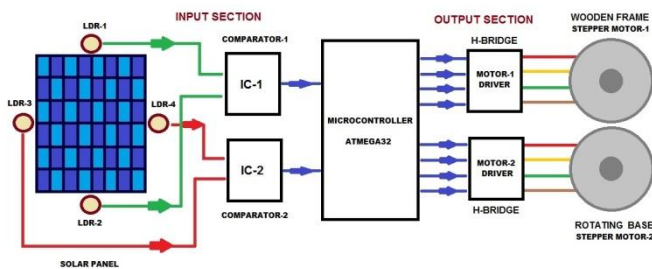 INPUT SECTION
OUTPUT SECTION
WOODEN FRAME
STEPPER MOTOR-1
LDR-1
COMPARATOR-1
H-BRIDGE
IC-1
MOTOR-1
DRIVER
LDR-3
LDR-4
MICROCONTROLLER
ATMEGA32
IC-2
MOTOR-2
DRIVER
LDR-2
COMPARATOR-2
H-BRIDGE
ROTATING BASE
STEPPER MOTOR-2
SOLAR PANEL